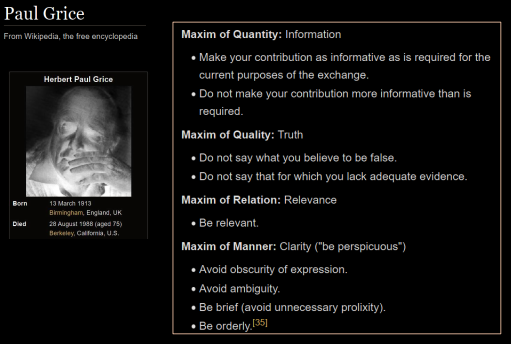 Paul Grice
From Wikipedia, the free encyclopedia
Herbert Paul Grice
Born 13 March 1913
Birmingham, England, UK
Died 28 August 1988 (aged 75)
Berkeley, California, U.S.
Maxim of Quantity: Information
• Make your contribution as informative as is required for the
current purposes of the exchange.
• Do not make your contribution more informative than is
required.
Maxim of Quality: Truth
• Do not say what you believe to be false.
• Do not say that for which you lack adequate evidence.
Maxim of Relation: Relevance
• Be relevant.
Maxim of Manner: Clarity ("be perspicuous")
• Avoid obscurity of expression.
• Avoid ambiguity.
• Be brief (avoid unnecessary prolixity).
• Be orderly.[35]